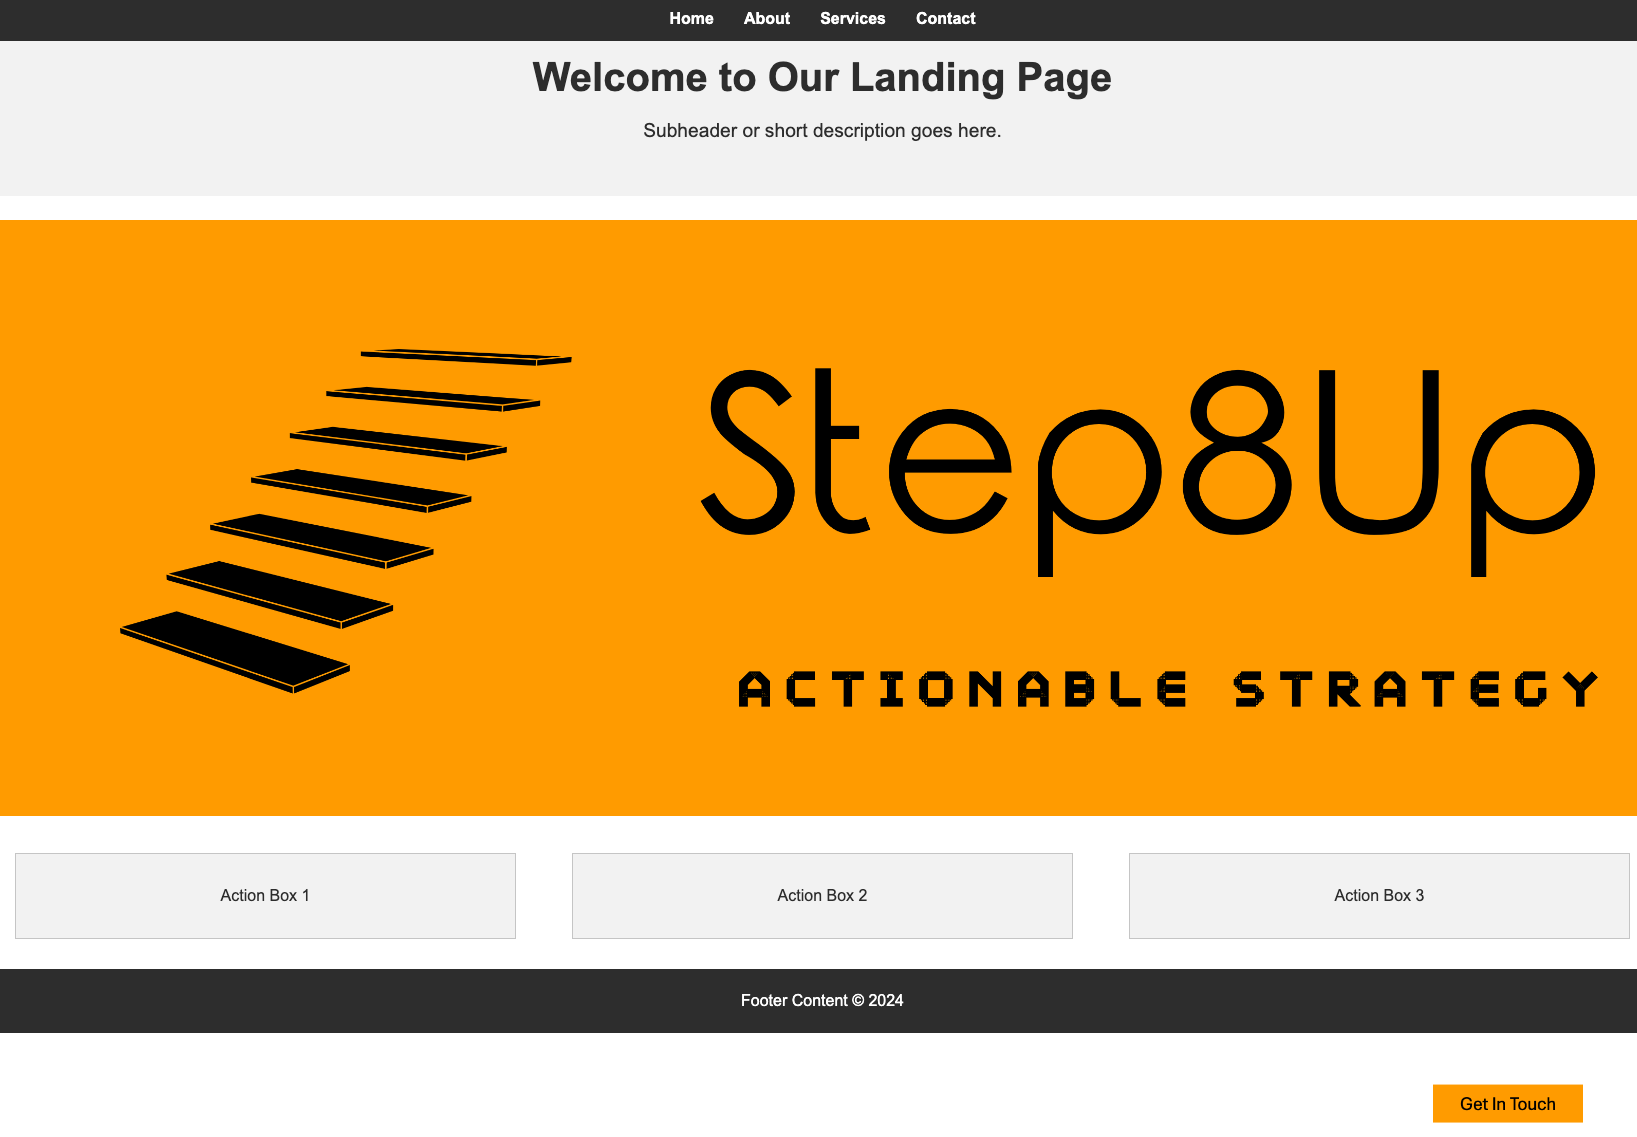 Home About Services Contact
Welcome to Our Landing Page
Subheader or short description goes here.
Step8Up
ACTIONABLE STRATEGY
Action Box 1
Action Box 2
Action Box 3
Footer Content © 2024
Get In Touch